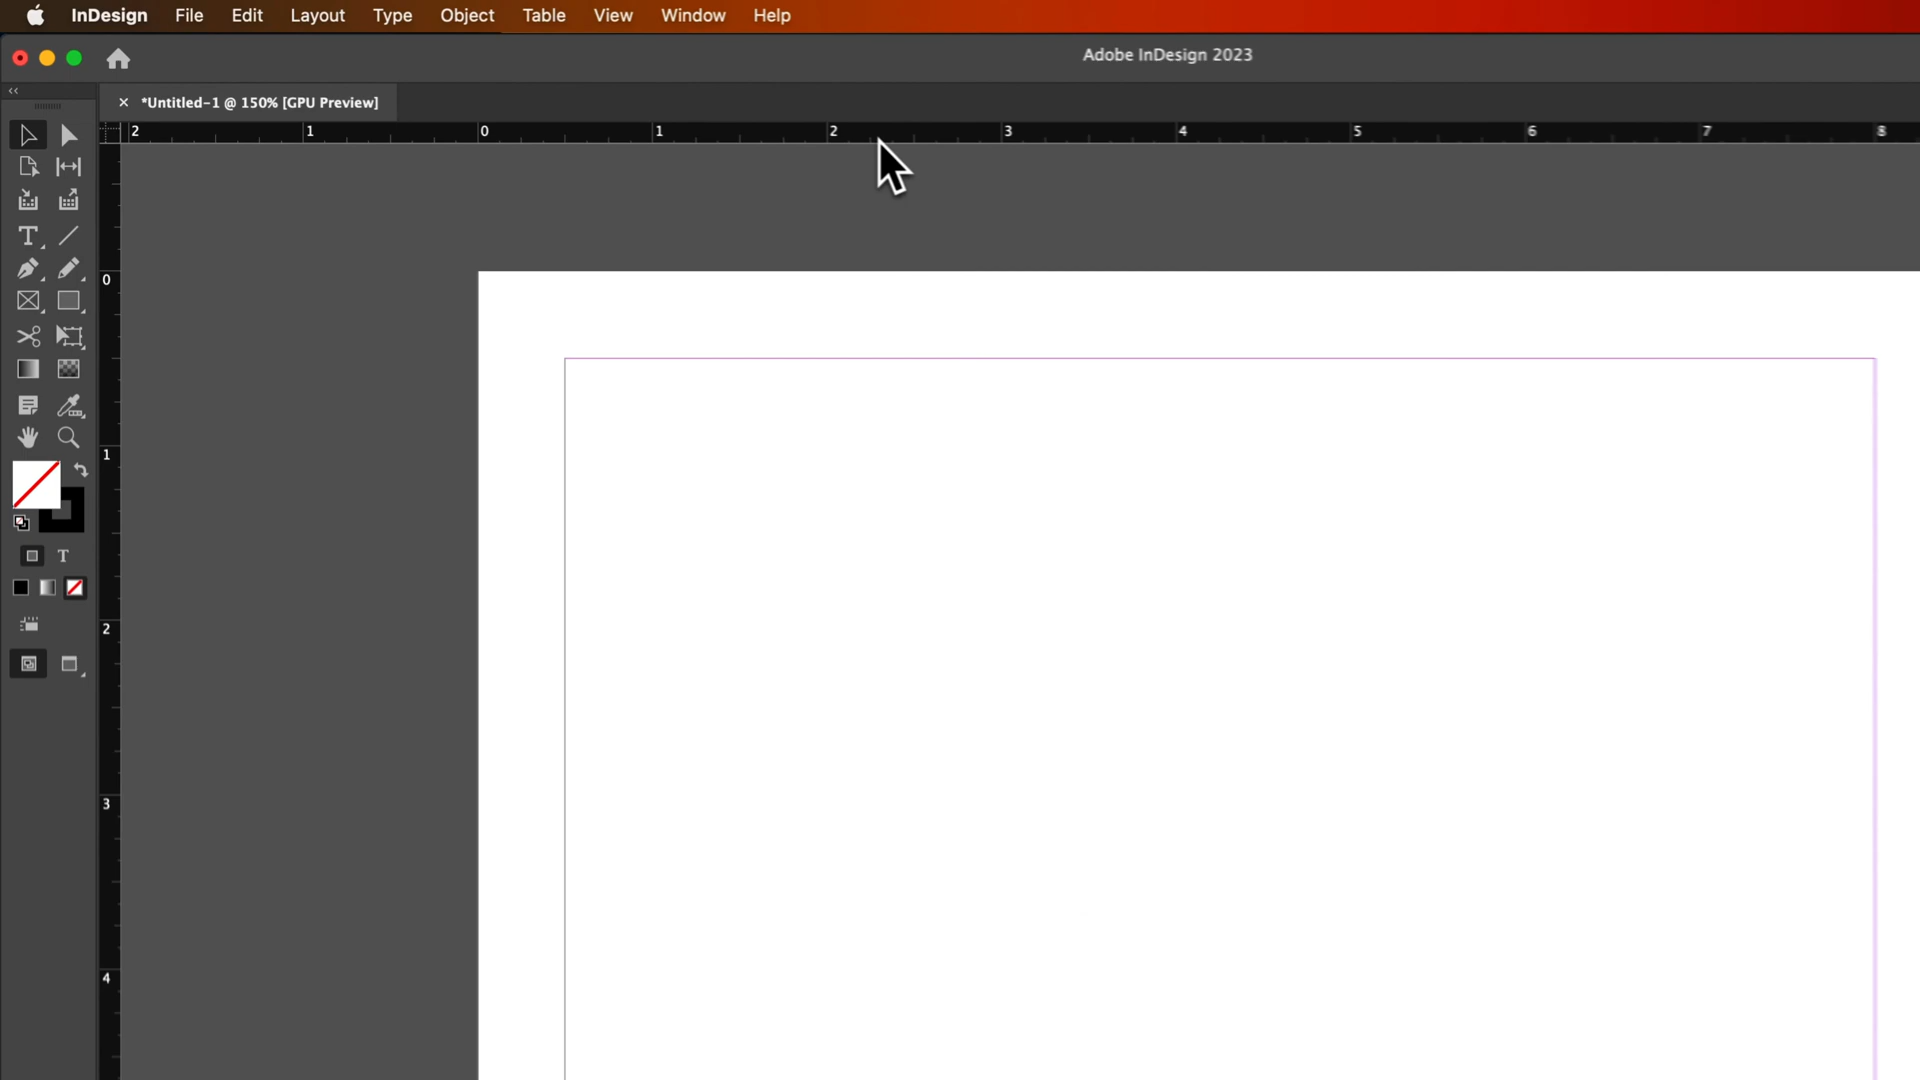 InDesign File Edit Layout Type Object Table View Window Help
Adobe InDesign 2023
× *Untitled-1 @ 150% [GPU Preview]
2 1 0 1 2 3 4 5 6 7 8
0
1
2
3
4
T
T